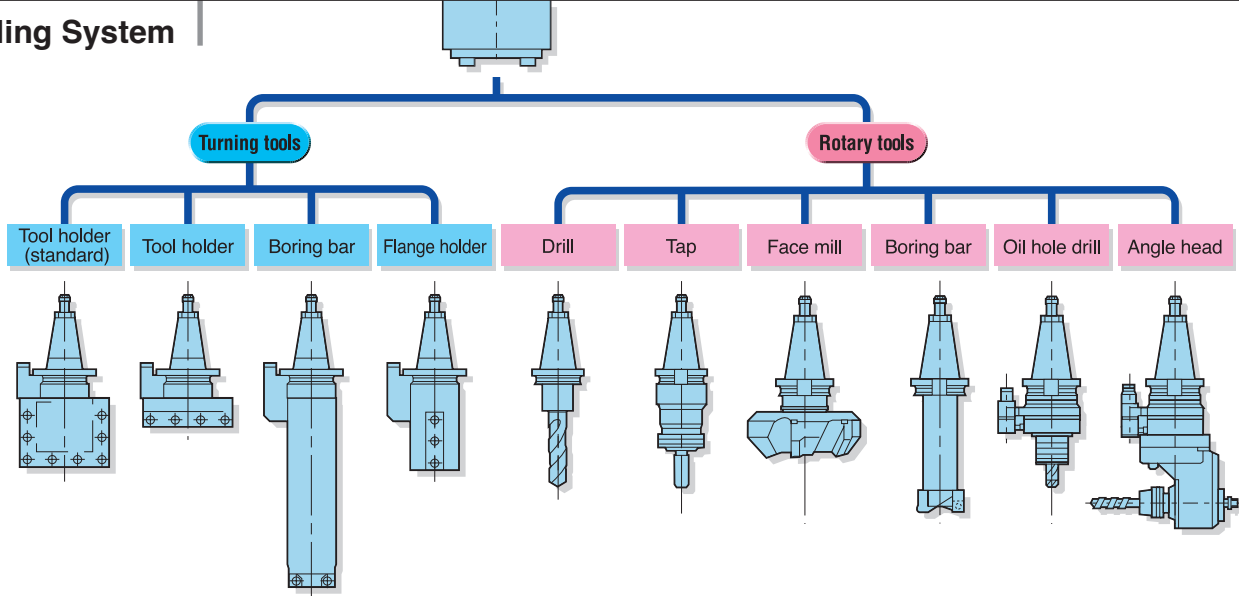 ling System
Turning tools
Rotary tools
Tool holder
(standard)
Tool holder
Boring bar
Flange holder
Drill
Tap
Face mill
Boring bar
Oil hole drill
Angle head